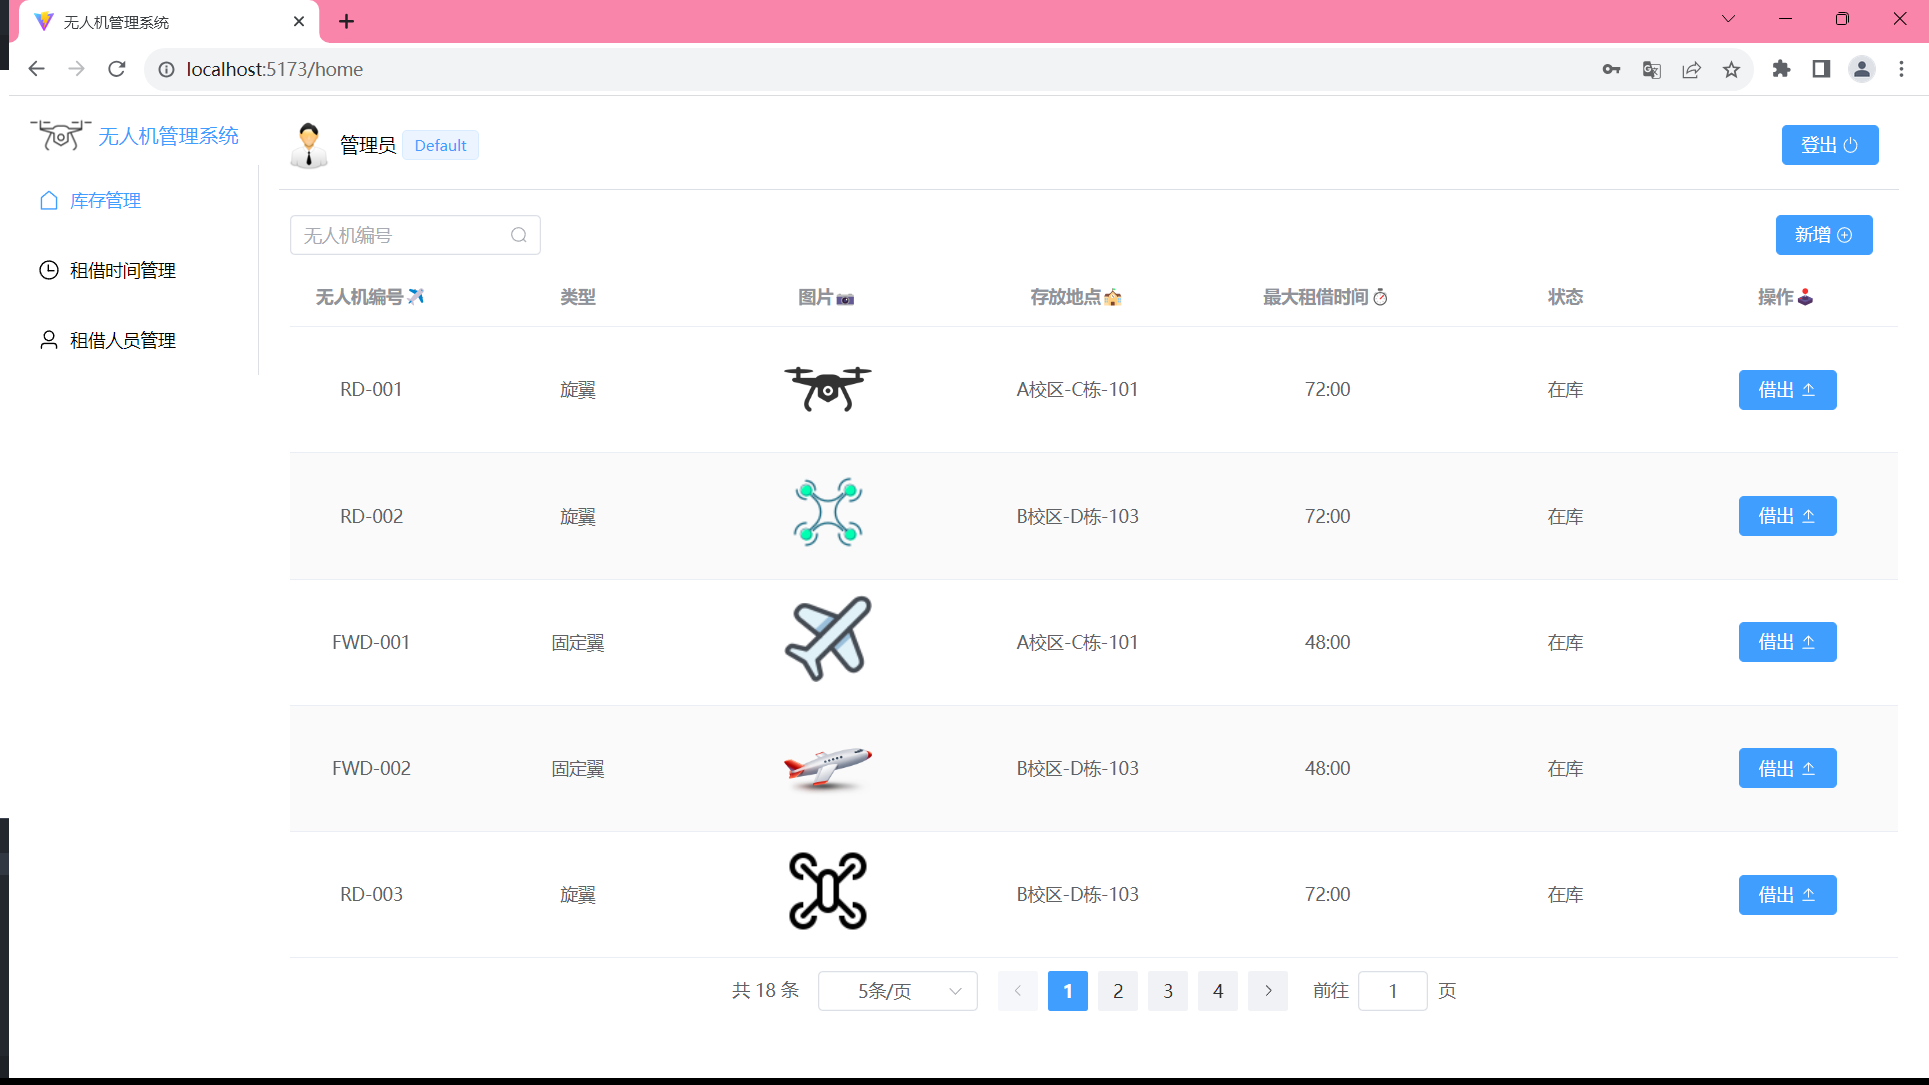 无人机管理系统
localhost:5173/home
无人机管理系统
管理员 Default
登出
库存管理
租借时间管理
租借人员管理
无人机编号
新增
无人机编号 类型 图片 存放地点 最大租借时间 状态 操作
RD-001 旋翼 A校区-C栋-101 72:00 在库 借出
RD-002 旋翼 B校区-D栋-103 72:00 在库 借出
FWD-001 固定翼 A校区-C栋-101 48:00 在库 借出
FWD-002 固定翼 B校区-D栋-103 48:00 在库 借出
RD-003 旋翼 B校区-D栋-103 72:00 在库 借出
共 18 条 5条/页 1 2 3 4 前往 1 页